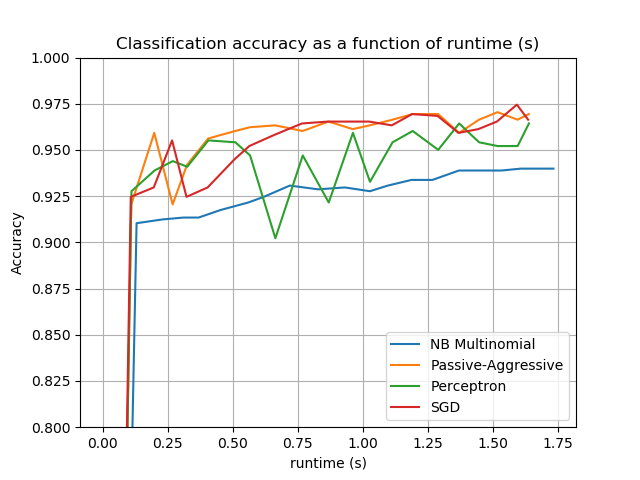 Classification accuracy as a function of runtime (s)
1.000
0.975
0.950
0.925
0.900
0.875
0.850
0.825
0.800
Accuracy
NB Multinomial
Passive-Aggressive
Perceptron
SGD
0.00 0.25 0.50 0.75 1.00 1.25 1.50 1.75
runtime (s)